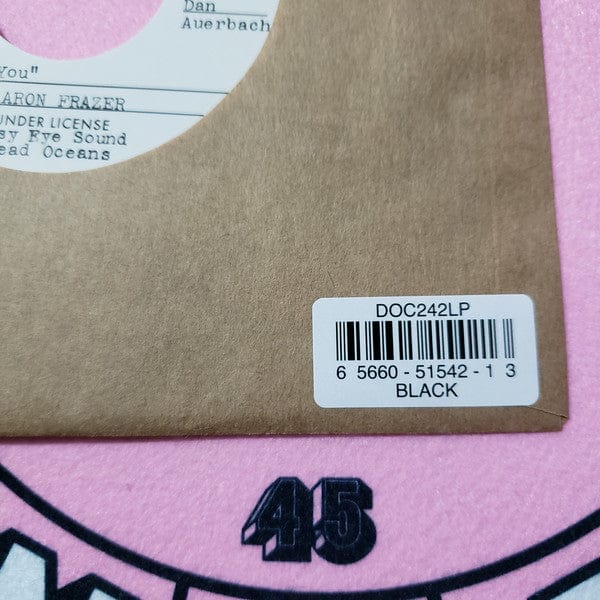 Dan
Auerbach
You"
AARON FRAZER
UNDER LICENSE
sy Eye Sound
ead Oceans
DOC242LP
6 5660 - 51542 - 1 3
BLACK
45